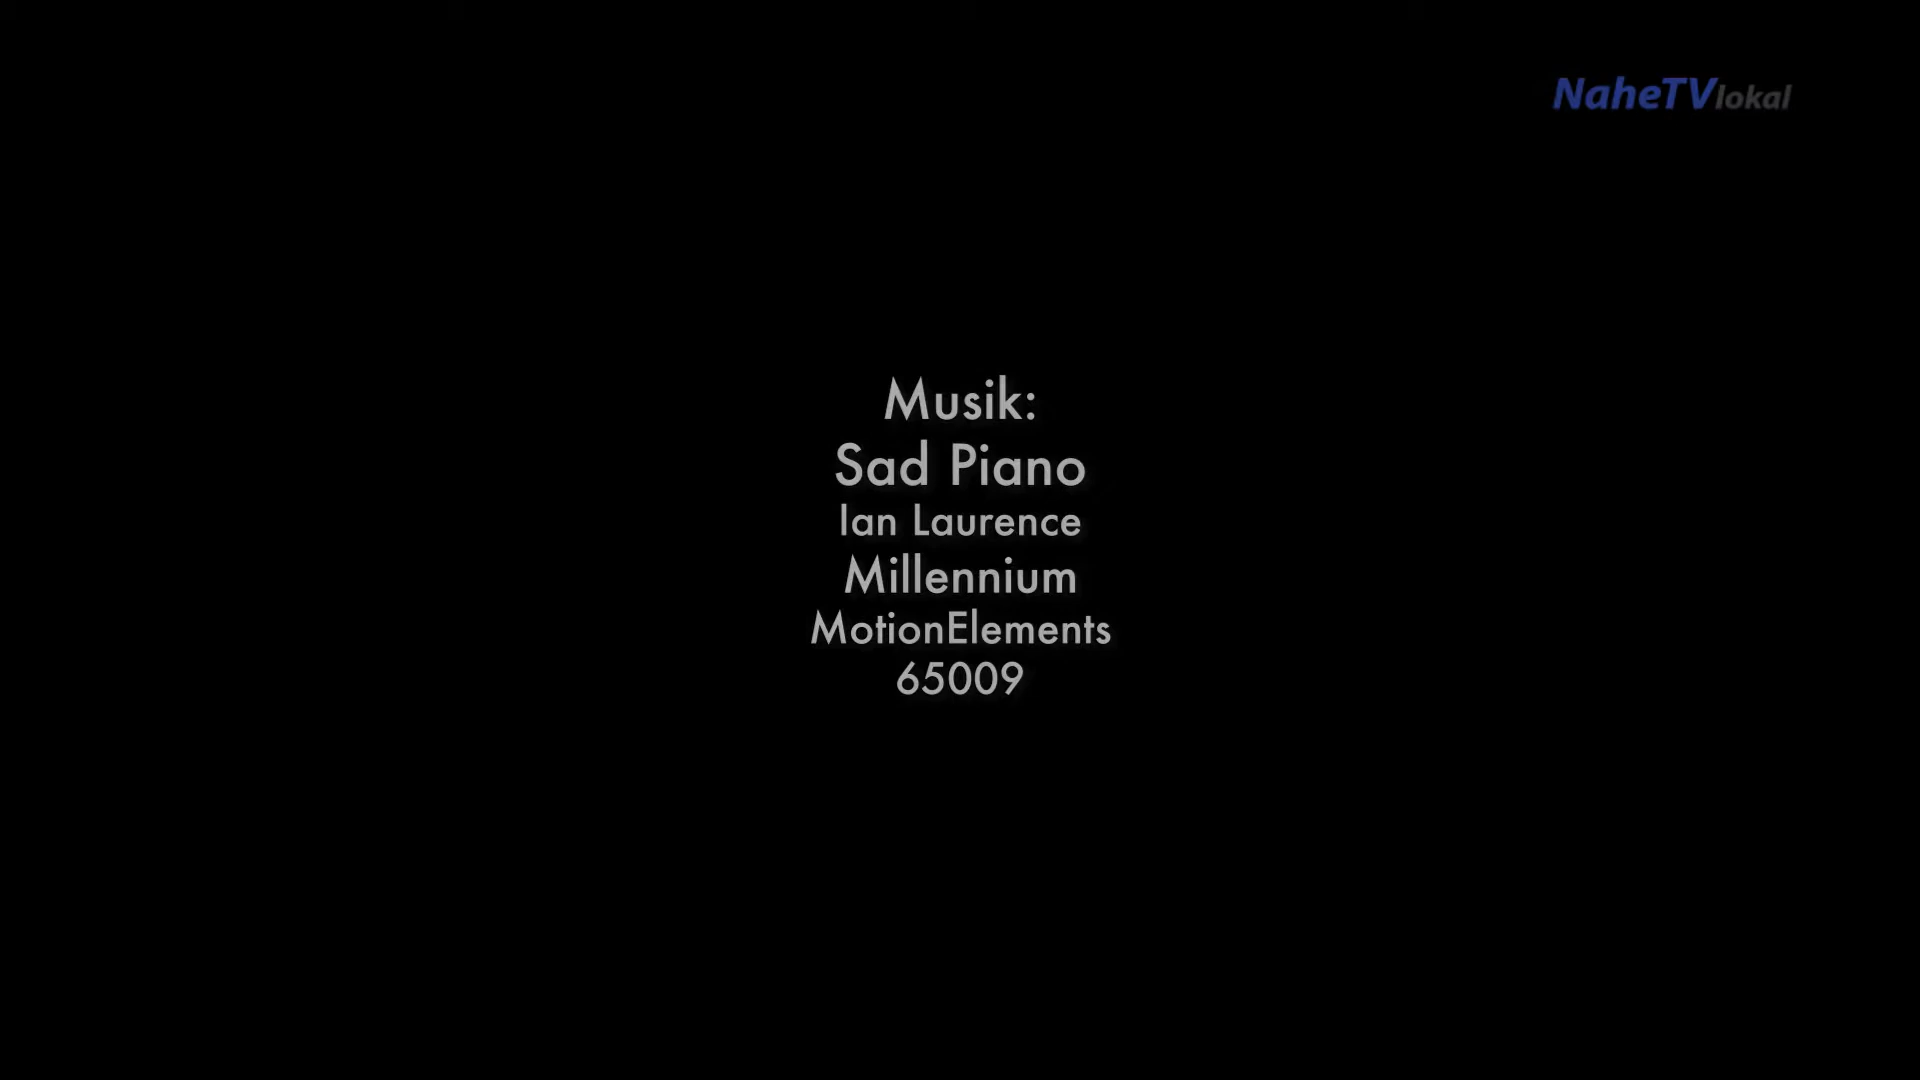 NaheTVlokal
Musik:
Sad Piano
Ian Laurence
Millennium
MotionElements
65009